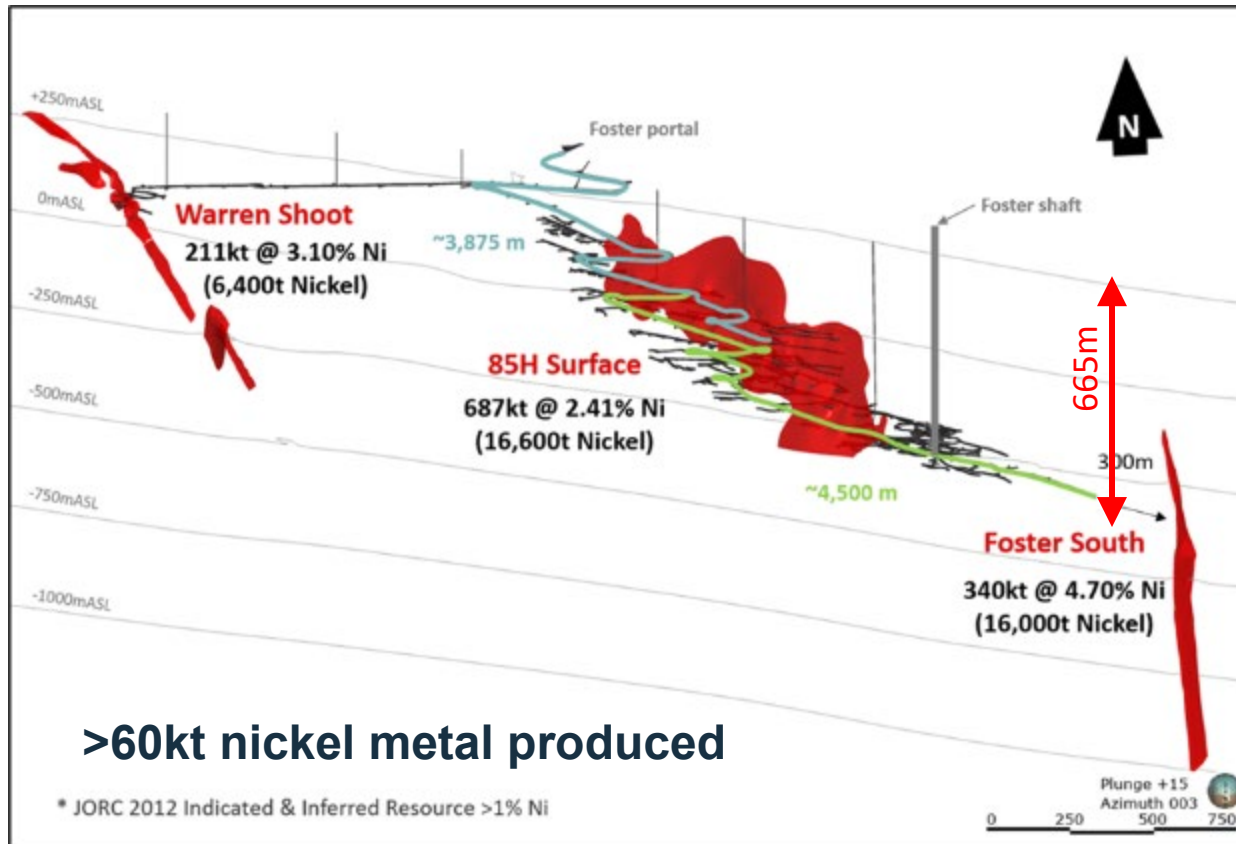 +250mASL
Foster portal
N
0mASL
Warren Shoot
211kt @ 3.10% Ni
(6,400t Nickel)
~3,875 m
Foster shaft
-250mASL
665m
85H Surface
687kt @ 2.41% Ni
(16,600t Nickel)
-500mASL
300m
~4,500 m
-750mASL
Foster South
340kt @ 4.70% Ni
(16,000t Nickel)
-1000mASL
>60kt nickel metal produced
* JORC 2012 Indicated & Inferred Resource >1% Ni
Plunge +15
Azimuth 003
0 250 500 750